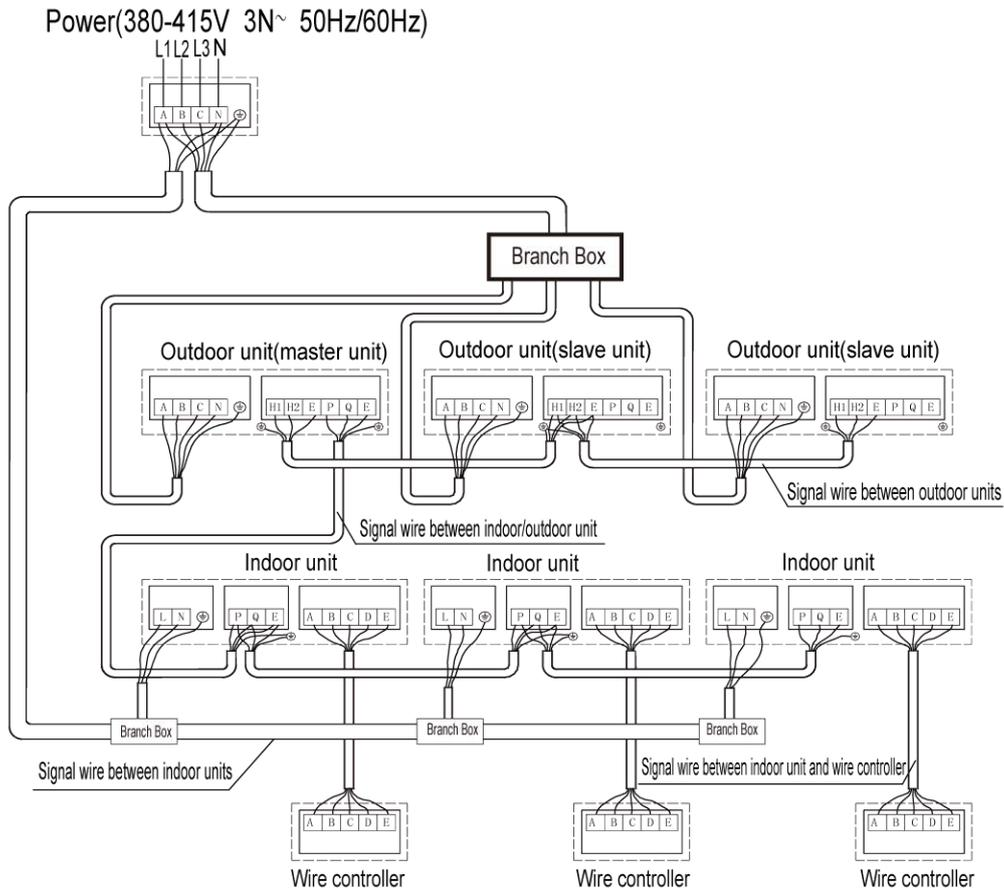 Power(380-415V 3N~ 50Hz/60Hz)
L1 L2 L3 N
A B C N
Branch Box
Outdoor unit(master unit) Outdoor unit(slave unit) Outdoor unit(slave unit)
A B C N H1 H2 E P Q E A B C N H1 H2 E P Q E A B C N H1 H2 E P Q E
Signal wire between outdoor units
Signal wire between indoor/outdoor unit
Indoor unit Indoor unit Indoor unit
L N P Q E A B C D E L N P Q E A B C D E L N P Q E A B C D E
Branch Box Branch Box Branch Box
Signal wire between indoor units Signal wire between indoor unit and wire controller
A B C D E A B C D E A B C D E
Wire controller Wire controller Wire controller